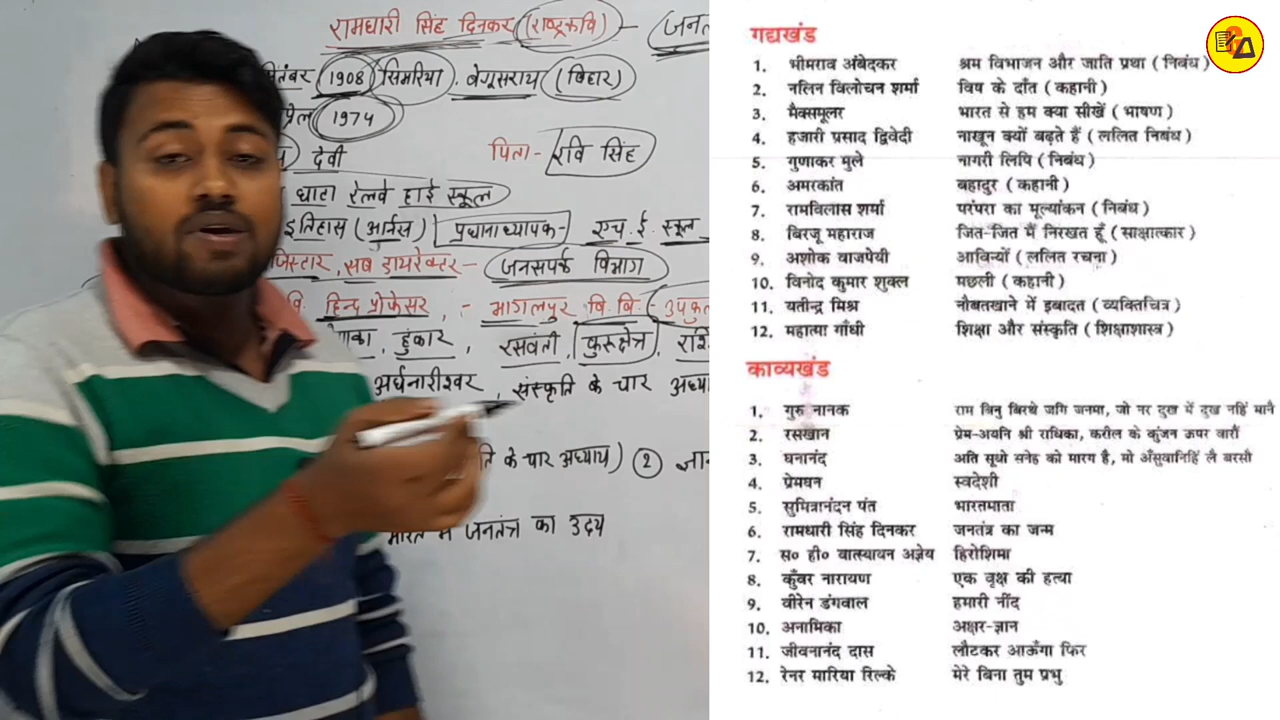 रामधारी सिंह दिनकर (राष्ट्रकवि) –
1908 सिमरिया, बेगूसराय (बिहार)
1974
देवी पिता- रवि सिंह
घाटा रेलवे हाई स्कूल
इतिहास (आर्नस) प्रधानाध्यापक- एच. ई. स्कूल
सब डायरेक्टर – जनसंपर्क विभाग
हिन्द प्रोफेसर, :- भागलपुर वि. वि. -
हुंकार, रसवंती, कुरूक्षेत्र,
अर्धनारीश्वर, संस्कृति के चार
के चार अध्याय) 2
जनतंत्र का उदय
गद्यखंड
1. भीमराव अंबेदकर श्रम विभाजन और जाति प्रथा ( निबंध )
2. नलिन विलोचन शर्मा विष के दाँत ( कहानी )
3. मैक्समूलर भारत से हम क्या सीखें ( भाषण )
4. हजारी प्रसाद द्विवेदी नाखून क्यों बढ़ते हैं ( ललित निबंध )
5. गुणाकर मुले नागरी लिपि ( निबंध )
6. अमरकांत बहादुर ( कहानी )
7. रामविलास शर्मा परंपरा का मूल्यांकन ( निबंध )
8. बिरजू महाराज जित-जित मैं निरखत हूँ ( साक्षात्कार )
9. अशोक वाजपेयी आविन्यों ( ललित रचना )
10. विनोद कुमार शुक्ल मछली ( कहानी )
11. यतीन्द्र मिश्र नौबतखाने में इबादत ( व्यक्तिचित्र )
12. महात्मा गाँधी शिक्षा और संस्कृति ( शिक्षाशास्त्र )
काव्यखंड
1. गुरु नानक राम बिनु बिरथे जगि जनमा, जो नर दुख में दुख नहिं मानै
2. रसखान प्रेम-अयनि श्री राधिका, करील के कुंजन ऊपर वारौं
3. घनानंद अति सूधो सनेह को मारग है, मो अँसुवानिहिं लै बरसौ
4. प्रेमघन स्वदेशी
5. सुमित्रानंदन पंत भारतमाता
6. रामधारी सिंह दिनकर जनतंत्र का जन्म
7. स० ही० वात्स्यायन अज्ञेय हिरोशिमा
8. कुँवर नारायण एक वृक्ष की हत्या
9. वीरेन डंगवाल हमारी नींद
10. अनामिका अक्षर-ज्ञान
11. जीवनानंद दास लौटकर आऊँगा फिर
12. रेनर मारिया रिल्के मेरे बिना तुम प्रभु